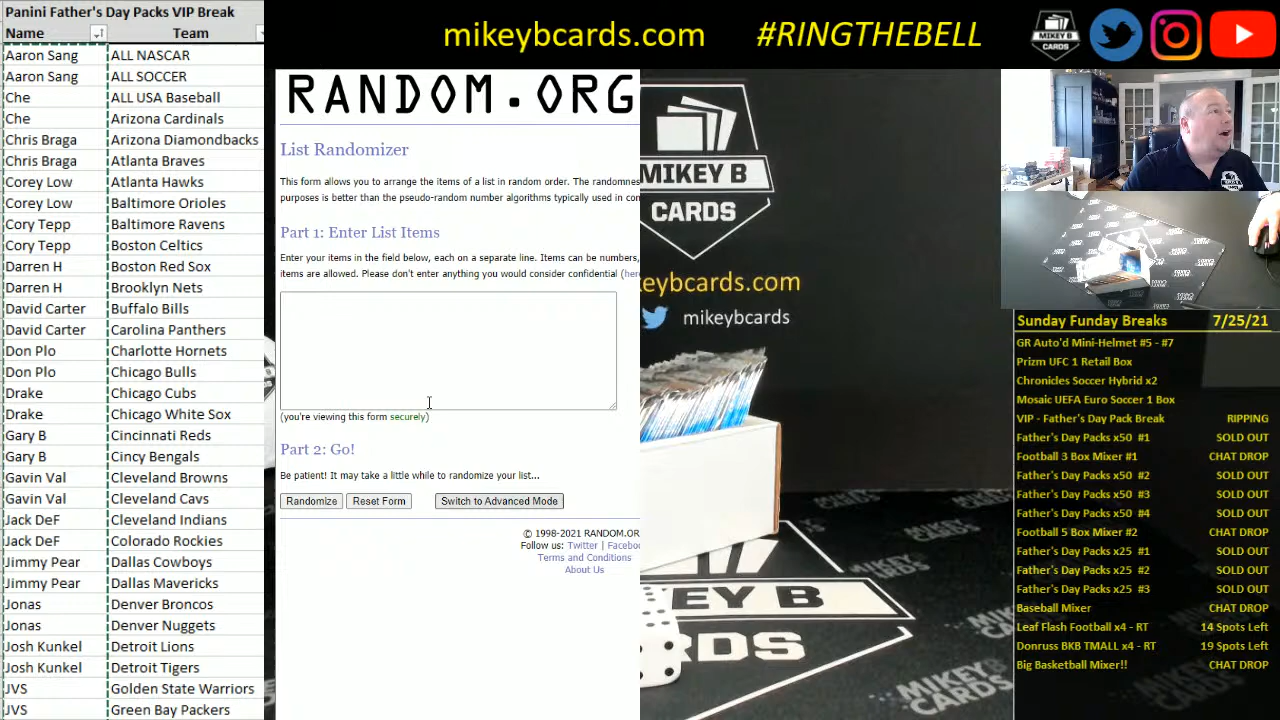 Panini Father's Day Packs VIP Break
Name Team
Aaron Sang ALL NASCAR
Aaron Sang ALL SOCCER
Che ALL USA Baseball
Che Arizona Cardinals
Chris Braga Arizona Diamondbacks
Chris Braga Atlanta Braves
Corey Low Atlanta Hawks
Corey Low Baltimore Orioles
Cory Tepp Baltimore Ravens
Cory Tepp Boston Celtics
Darren H Boston Red Sox
Darren H Brooklyn Nets
David Carter Buffalo Bills
David Carter Carolina Panthers
Don Plo Charlotte Hornets
Don Plo Chicago Bulls
Drake Chicago Cubs
Drake Chicago White Sox
Gary B Cincinnati Reds
Gary B Cincy Bengals
Gavin Val Cleveland Browns
Gavin Val Cleveland Cavs
Jack DeF Cleveland Indians
Jack DeF Colorado Rockies
Jimmy Pear Dallas Cowboys
Jimmy Pear Dallas Mavericks
Jonas Denver Broncos
Jonas Denver Nuggets
Josh Kunkel Detroit Lions
Josh Kunkel Detroit Tigers
JVS Golden State Warriors
JVS Green Bay Packers
mikeybcards.com #RINGTHEBELL
MIKEY B
CARDS
RANDOM.ORG
List Randomizer
This form allows you to arrange the items of a list in random order. The randomnes
purposes is better than the pseudo-random number algorithms typically used in con
Part 1: Enter List Items
Enter your items in the field below, each on a separate line. Items can be numbers,
items are allowed. Please don't enter anything you would consider confidential (here
(you're viewing this form securely)
Part 2: Go!
Be patient! It may take a little while to randomize your list...
Randomize Reset Form Switch to Advanced Mode
© 1998-2021 RANDOM.OR
Follow us: Twitter | Facebo
Terms and Conditions
About Us
MIKEY B
CARDS
keybcards.com
mikeybcards
EY B
RDS
MIKEY
CARDS
Sunday Funday Breaks 7/25/21
GR Auto'd Mini-Helmet #5 - #7
Prizm UFC 1 Retail Box
Chronicles Soccer Hybrid x2
Mosaic UEFA Euro Soccer 1 Box
VIP - Father's Day Pack Break RIPPING
Father's Day Packs x50 #1 SOLD OUT
Football 3 Box Mixer #1 CHAT DROP
Father's Day Packs x50 #2 SOLD OUT
Father's Day Packs x50 #3 SOLD OUT
Father's Day Packs x50 #4 SOLD OUT
Football 5 Box Mixer #2 CHAT DROP
Father's Day Packs x25 #1 SOLD OUT
Father's Day Packs x25 #2 SOLD OUT
Father's Day Packs x25 #3 SOLD OUT
Baseball Mixer CHAT DROP
Leaf Flash Football x4 - RT 14 Spots Left
Donruss BKB TMALL x4 - RT 19 Spots Left
Big Basketball Mixer!! CHAT DROP